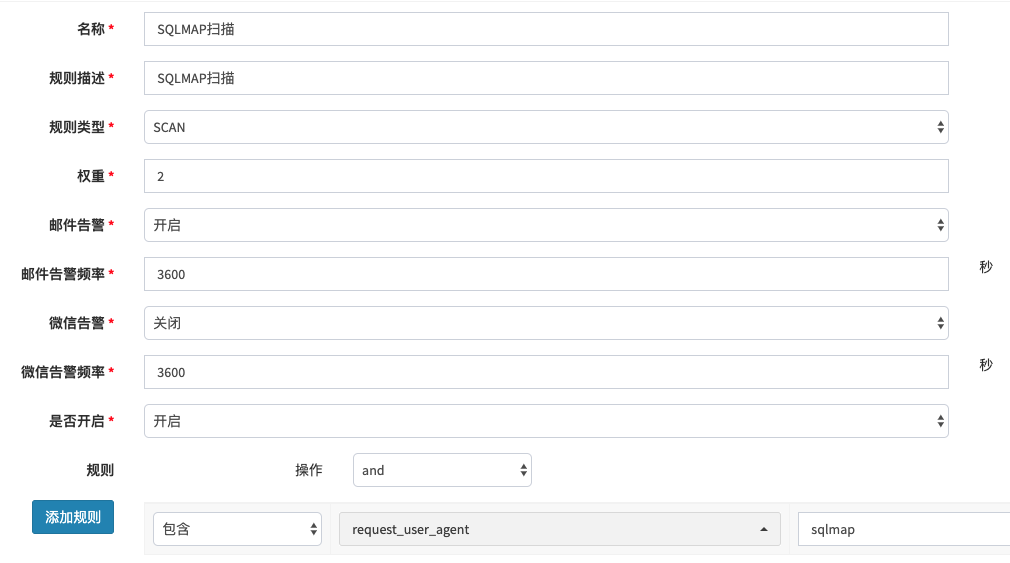 名称 * SQLMAP扫描
规则描述 * SQLMAP扫描
规则类型 * SCAN
权重 * 2
邮件告警 * 开启
邮件告警频率 * 3600 秒
微信告警 * 关闭
微信告警频率 * 3600 秒
是否开启 * 开启
规则 操作 and
添加规则 包含 request_user_agent sqlmap